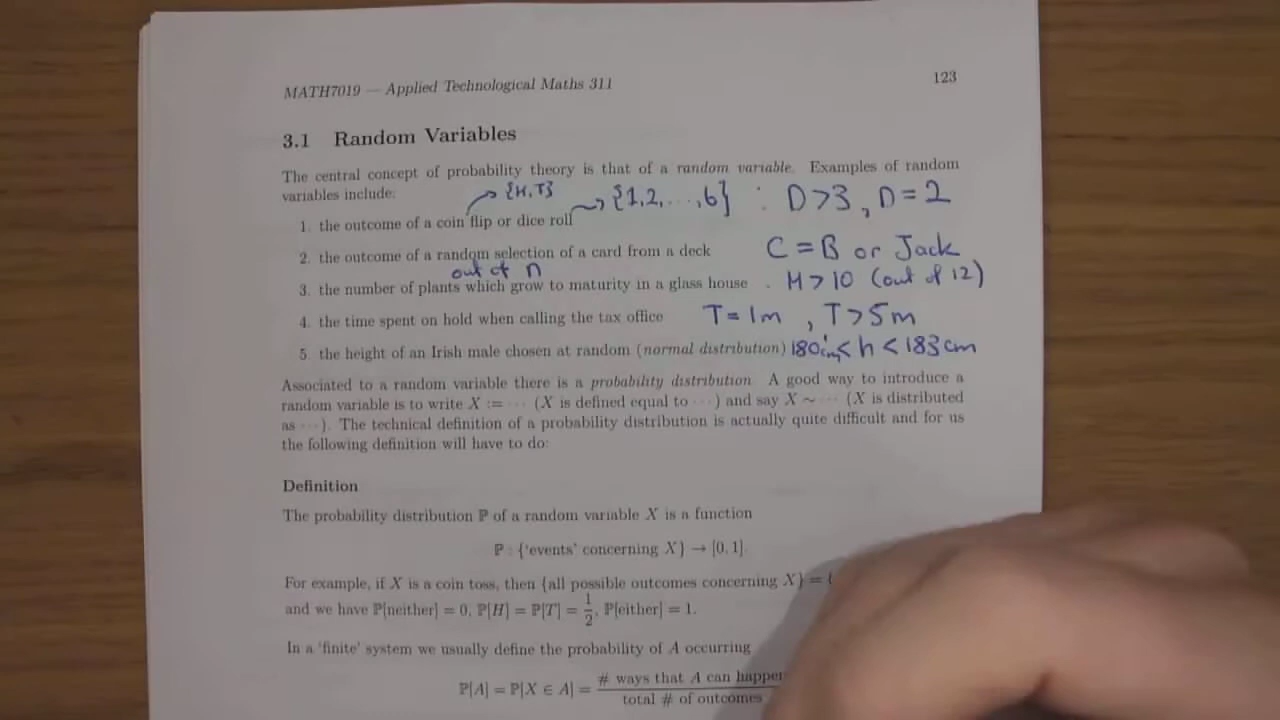 MATH7019 — Applied Technological Maths 311
123
3.1 Random Variables
The central concept of probability theory is that of a random variable. Examples of random
variables include:
→{H,T}
1. the outcome of a coin flip or dice roll → {1,2,...,6} : D>3, D=2
2. the outcome of a random selection of a card from a deck C = B or Jack
out of n
3. the number of plants which grow to maturity in a glass house . M > 10 (out of 12)
4. the time spent on hold when calling the tax office T = 1m, T > 5m
5. the height of an Irish male chosen at random (normal distribution) 180cm < h < 183cm
Associated to a random variable there is a probability distribution. A good way to introduce a
random variable is to write X := ··· (X is defined equal to ···) and say X ∼ ··· (X is distributed
as ···). The technical definition of a probability distribution is actually quite difficult and for us
the following definition will have to do:
Definition
The probability distribution ℙ of a random variable X is a function
ℙ : {'events' concerning X} → [0, 1].
For example, if X is a coin toss, then {all possible outcomes concerning X} = {
and we have ℙ[neither] = 0, ℙ[H] = ℙ[T] = 1/2, ℙ[either] = 1.
In a 'finite' system we usually define the probability of A occurring
ℙ[A] = ℙ[X ∈ A] = # ways that A can happen
total # of outcomes